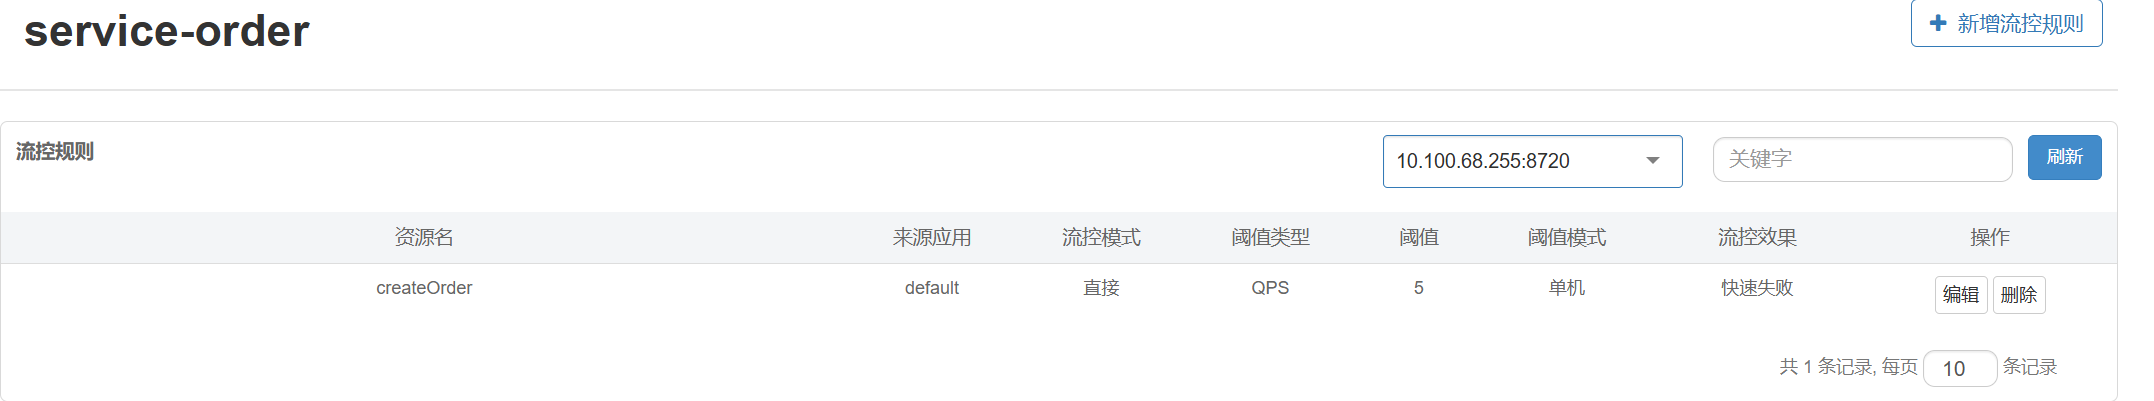 service-order
新增流控规则
流控规则
10.100.68.255:8720
关键字
刷新
资源名 来源应用 流控模式 阈值类型 阈值 阈值模式 流控效果 操作
createOrder default 直接 QPS 5 单机 快速失败 编辑 删除
共 1 条记录, 每页 10 条记录